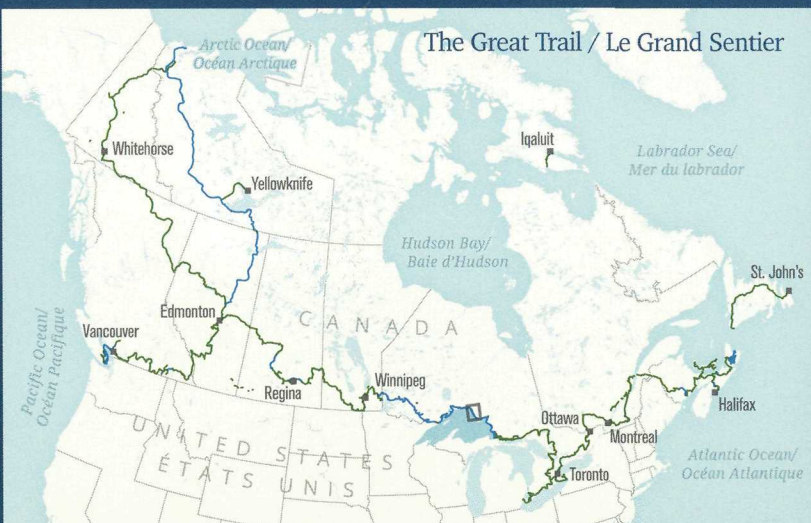 The Great Trail / Le Grand Sentier
Arctic Ocean/
Océan Arctique
Iqaluit
Labrador Sea/
Mer du labrador
Whitehorse
Yellowknife
Hudson Bay/
Baie d'Hudson
St. John's
Edmonton
CANADA
Pacific Ocean/
Océan Pacifique
Vancouver
Regina
Winnipeg
Halifax
Ottawa
Montreal
UNITED STATES
ÉTATS UNIS
Toronto
Atlantic Ocean/
Océan Atlantique